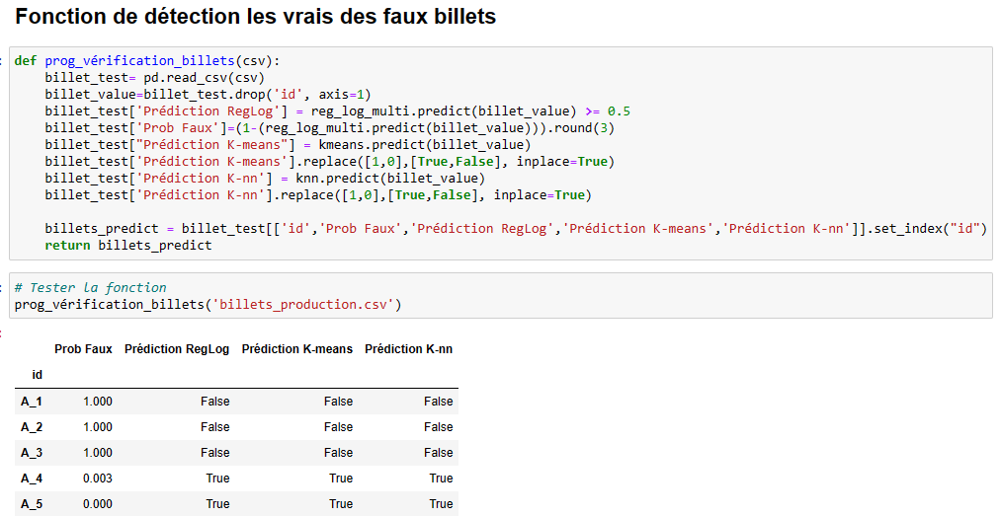 Fonction de détection les vrais des faux billets
def prog_vérification_billets(csv):
    billet_test= pd.read_csv(csv)
    billet_value=billet_test.drop('id', axis=1)
    billet_test['Prédiction RegLog'] = reg_log_multi.predict(billet_value) >= 0.5
    billet_test['Prob Faux']=(1-(reg_log_multi.predict(billet_value))).round(3)
    billet_test["Prédiction K-means"] = kmeans.predict(billet_value)
    billet_test['Prédiction K-means'].replace([1,0],[True,False], inplace=True)
    billet_test['Prédiction K-nn'] = knn.predict(billet_value)
    billet_test['Prédiction K-nn'].replace([1,0],[True,False], inplace=True)
    billets_predict = billet_test[['id','Prob Faux','Prédiction RegLog','Prédiction K-means','Prédiction K-nn']].set_index("id")
    return billets_predict
# Tester la fonction
prog_vérification_billets('billets_production.csv')
Prob Faux Prédiction RegLog Prédiction K-means Prédiction K-nn
id
A_1 1.000 False False False
A_2 1.000 False False False
A_3 1.000 False False False
A_4 0.003 True True True
A_5 0.000 True True True